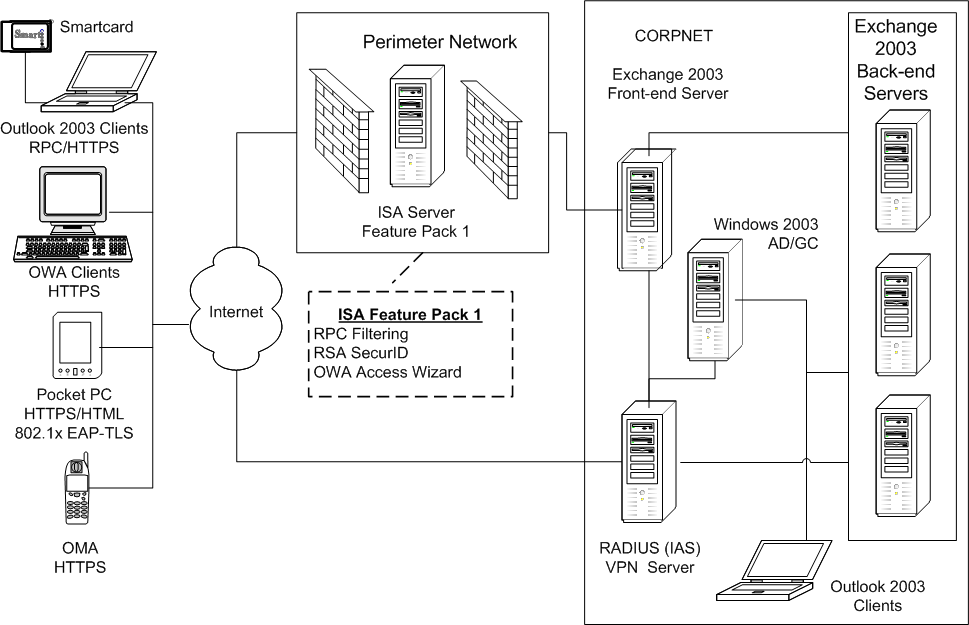 Smart
Smartcard
Outlook 2003 Clients
RPC/HTTPS
OWA Clients
HTTPS
Pocket PC
HTTPS/HTML
802.1x EAP-TLS
OMA
HTTPS
Internet
Perimeter Network
ISA Server
Feature Pack 1
ISA Feature Pack 1
RPC Filtering
RSA SecurID
OWA Access Wizard
CORPNET
Exchange 2003
Front-end Server
Windows 2003
AD/GC
RADIUS (IAS)
VPN Server
Exchange
2003
Back-end
Servers
Outlook 2003
Clients